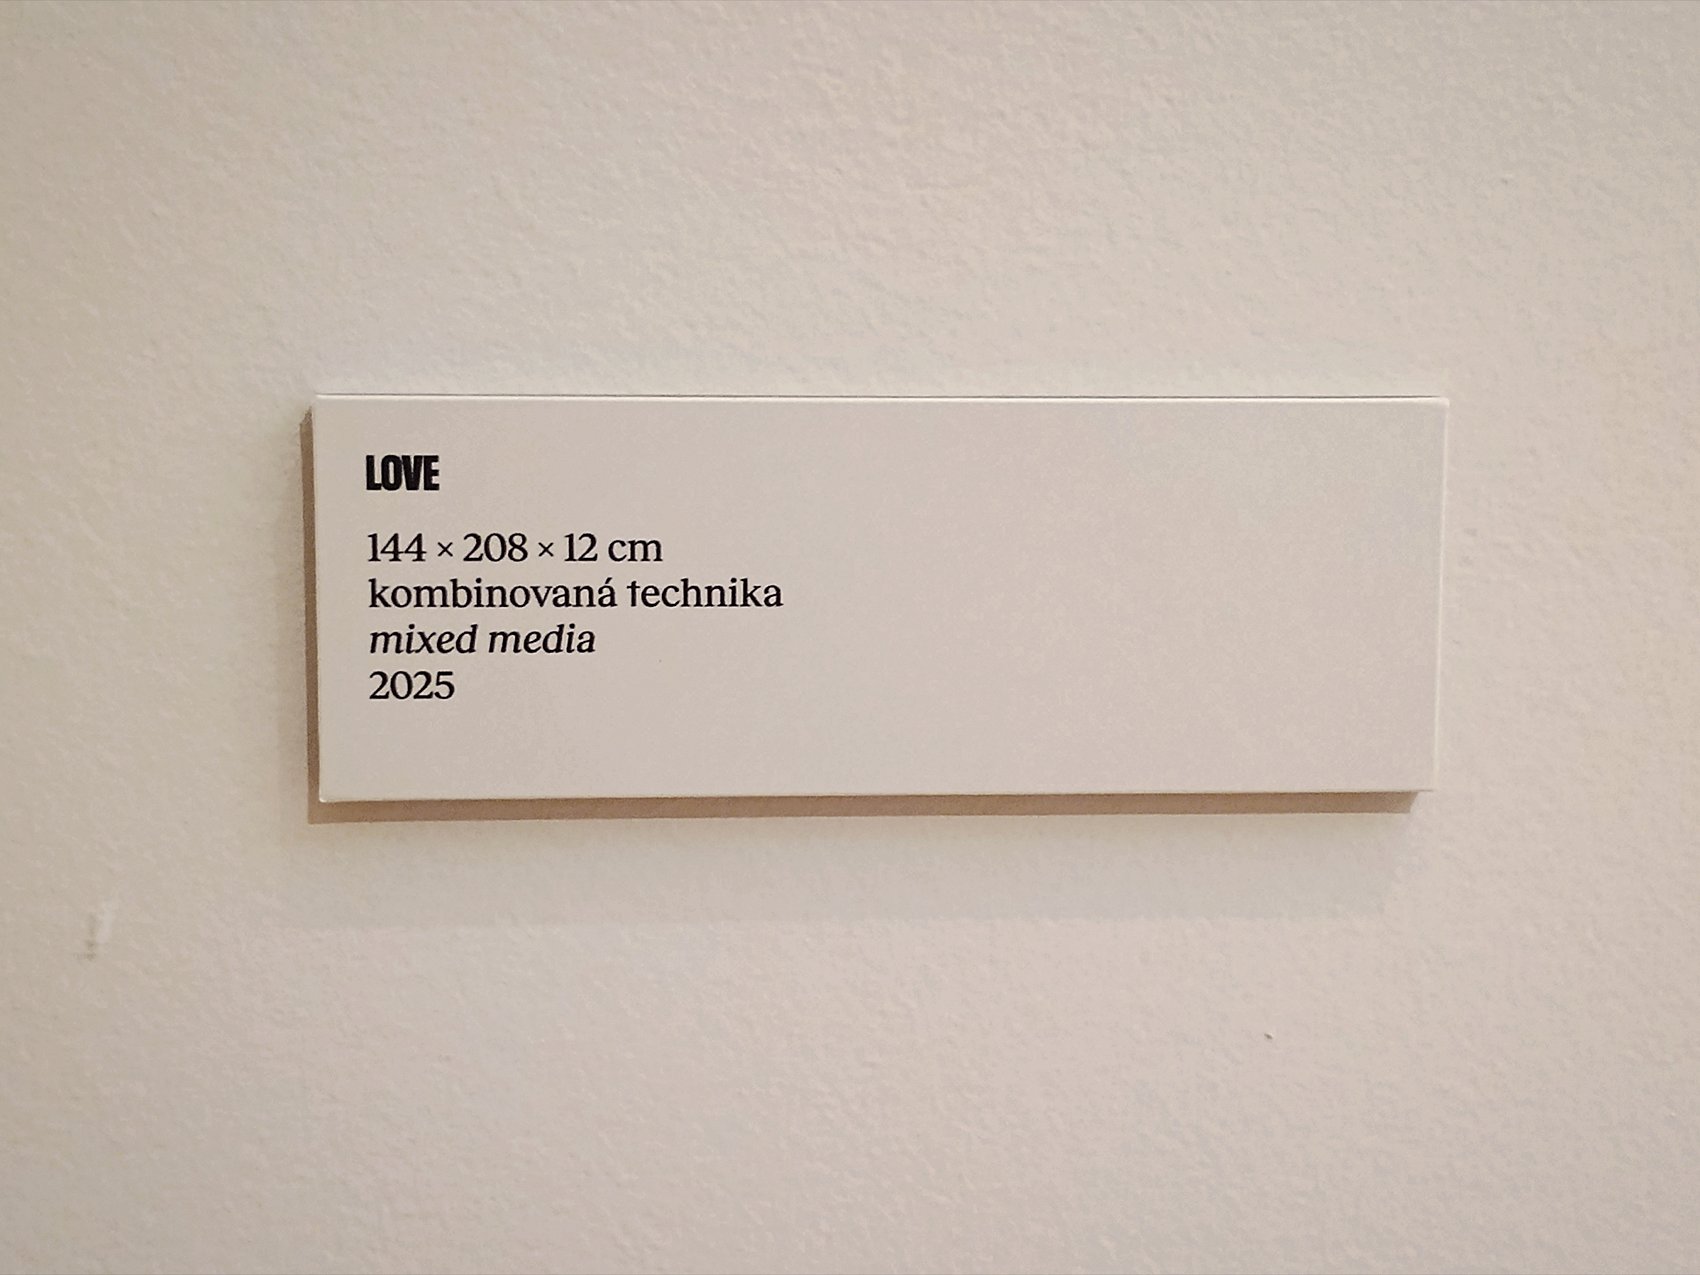 LOVE
144 × 208 × 12 cm
kombinovaná technika
mixed media
2025